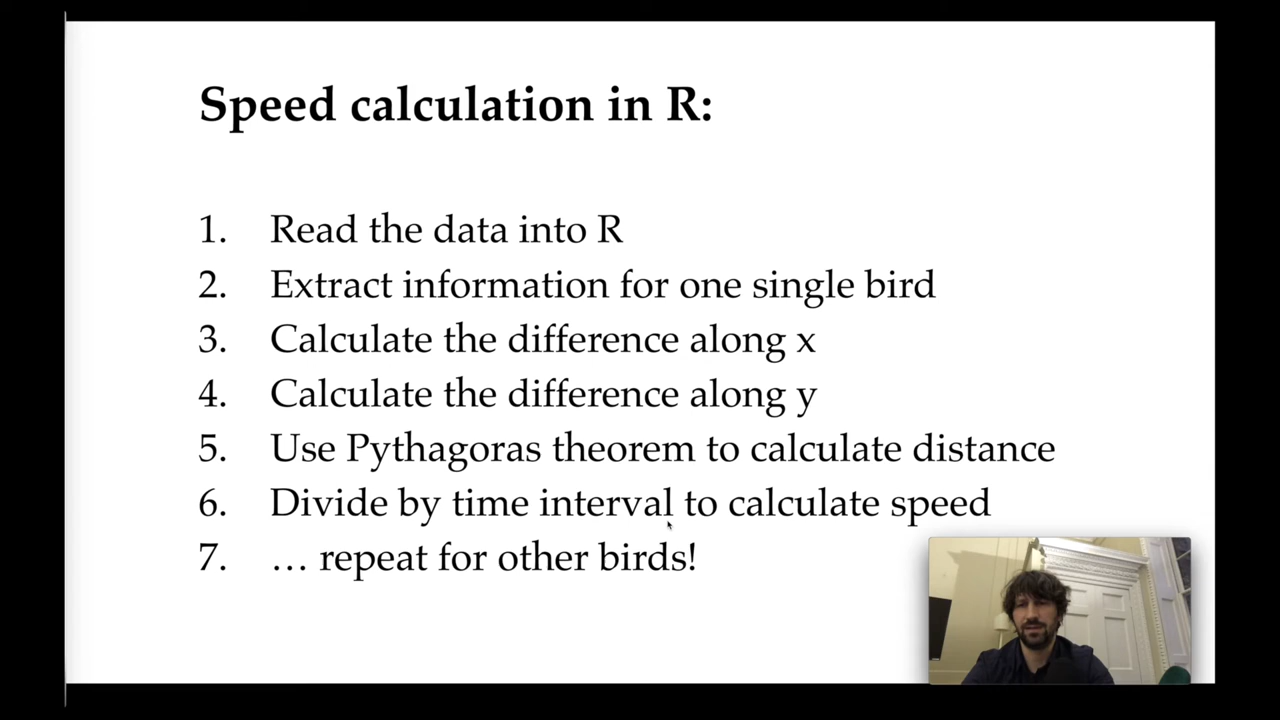 Speed calculation in R:
1. Read the data into R
2. Extract information for one single bird
3. Calculate the difference along x
4. Calculate the difference along y
5. Use Pythagoras theorem to calculate distance
6. Divide by time interval to calculate speed
7. … repeat for other birds!